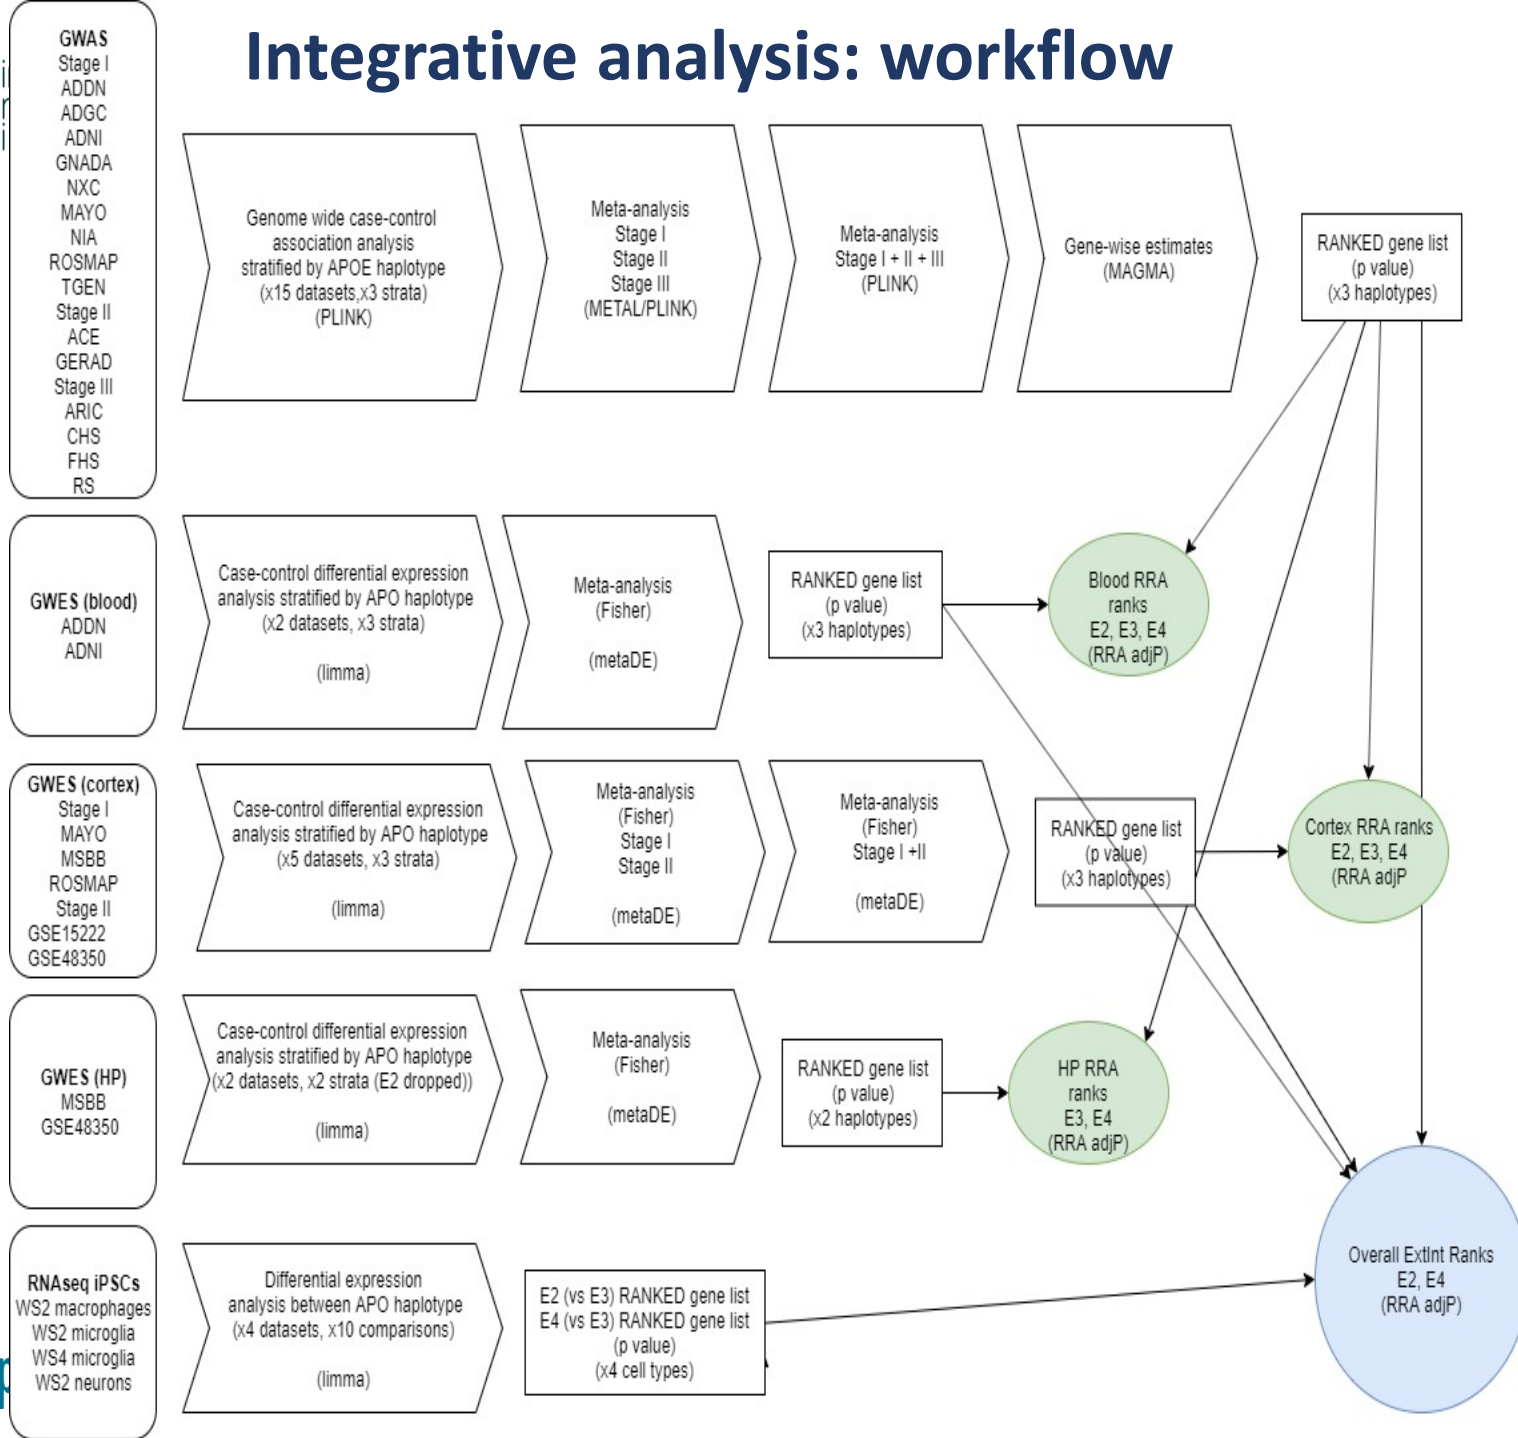 Integrative analysis: workflow
GWAS
Stage I
ADDN
ADGC
ADNI
GNADA
NXC
MAYO
NIA
ROSMAP
TGEN
Stage II
ACE
GERAD
Stage III
ARIC
CHS
FHS
RS
Genome wide case-control
association analysis
stratified by APOE haplotype
(x15 datasets,x3 strata)
(PLINK)
Meta-analysis
Stage I
Stage II
Stage III
(METAL/PLINK)
Meta-analysis
Stage I + II + III
(PLINK)
Gene-wise estimates
(MAGMA)
RANKED gene list
(p value)
(x3 haplotypes)
GWES (blood)
ADDN
ADNI
Case-control differential expression
analysis stratified by APO haplotype
(x2 datasets, x3 strata)
(limma)
Meta-analysis
(Fisher)
(metaDE)
RANKED gene list
(p value)
(x3 haplotypes)
Blood RRA
ranks
E2, E3, E4
(RRA adjP)
GWES (cortex)
Stage I
MAYO
MSBB
ROSMAP
Stage II
GSE15222
GSE48350
Case-control differential expression
analysis stratified by APO haplotype
(x5 datasets, x3 strata)
(limma)
Meta-analysis
(Fisher)
Stage I
Stage II
(metaDE)
Meta-analysis
(Fisher)
Stage I +II
(metaDE)
RANKED gene list
(p value)
(x3 haplotypes)
Cortex RRA ranks
E2, E3, E4
(RRA adjP
GWES (HP)
MSBB
GSE48350
Case-control differential expression
analysis stratified by APO haplotype
(x2 datasets, x2 strata (E2 dropped))
(limma)
Meta-analysis
(Fisher)
(metaDE)
RANKED gene list
(p value)
(x2 haplotypes)
HP RRA
ranks
E3, E4
(RRA adjP)
RNAseq iPSCs
WS2 macrophages
WS2 microglia
WS4 microglia
WS2 neurons
Differential expression
analysis between APO haplotype
(x4 datasets, x10 comparisons)
(limma)
E2 (vs E3) RANKED gene list
E4 (vs E3) RANKED gene list
(p value)
(x4 cell types)
Overall ExtInt Ranks
E2, E4
(RRA adjP)